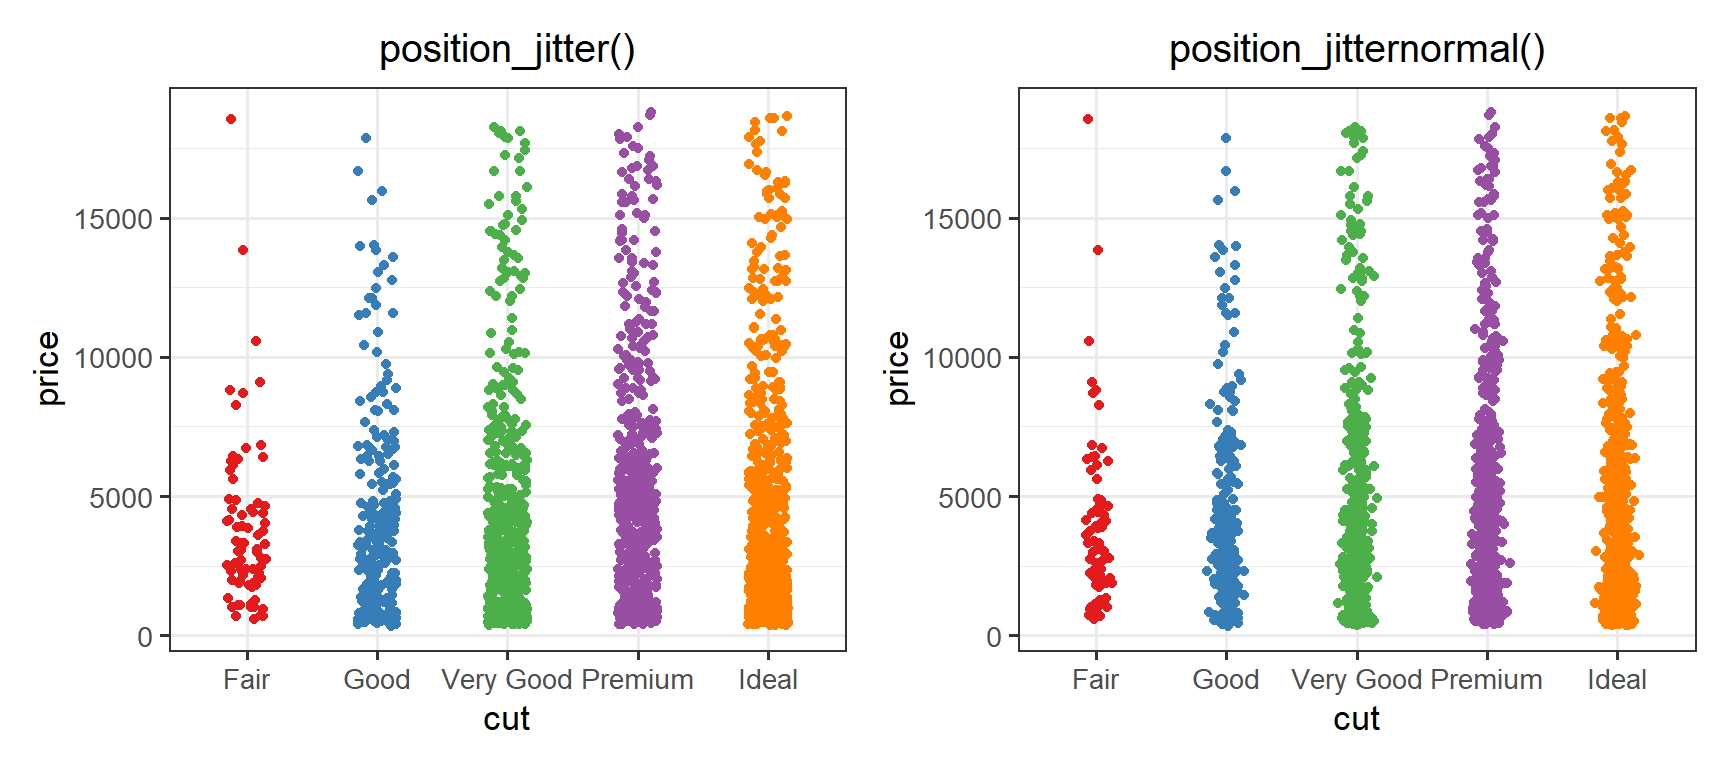 position_jitter()
price
15000
10000
5000
0
Fair Good Very Good Premium Ideal
cut
position_jitternormal()
price
15000
10000
5000
0
Fair Good Very Good Premium Ideal
cut